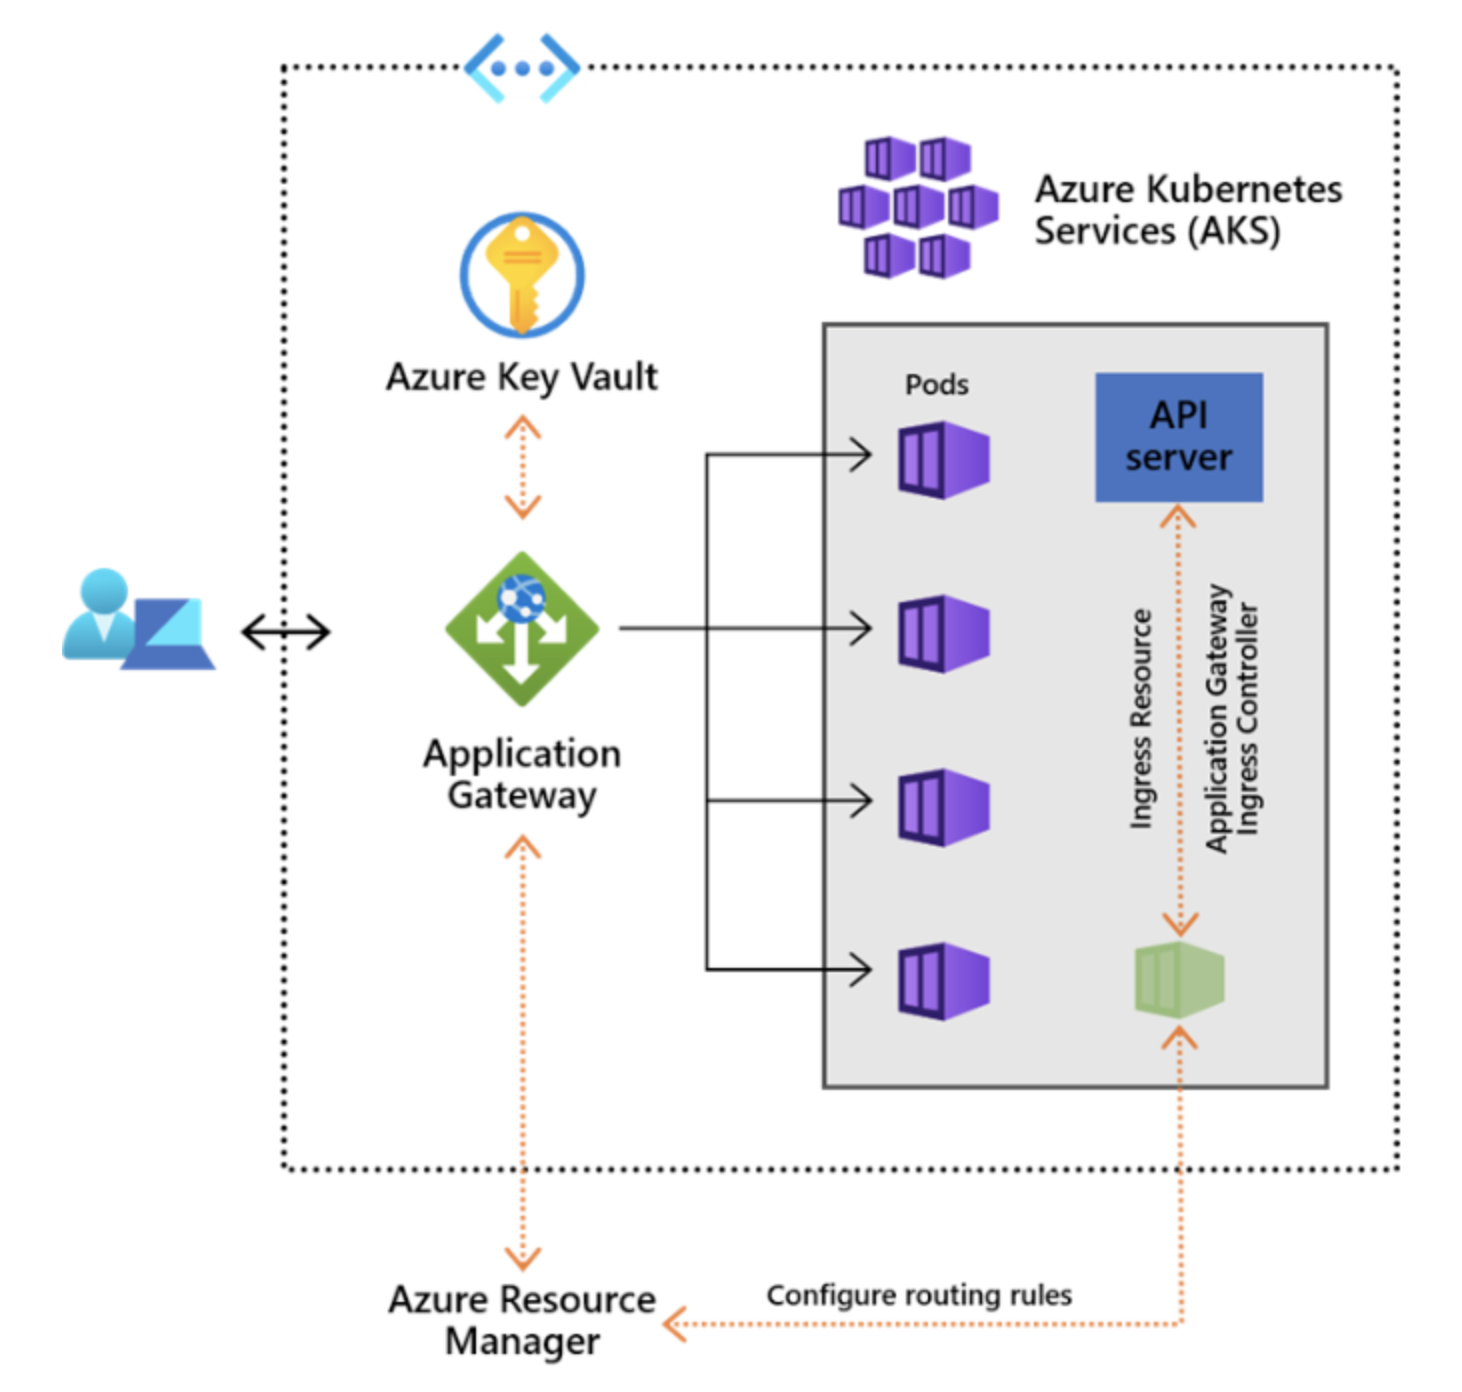 Azure Kubernetes
Services (AKS)
Azure Key Vault
Pods
API
server
Application
Gateway
Ingress Resource
Application Gateway
Ingress Controller
Azure Resource
Manager
Configure routing rules